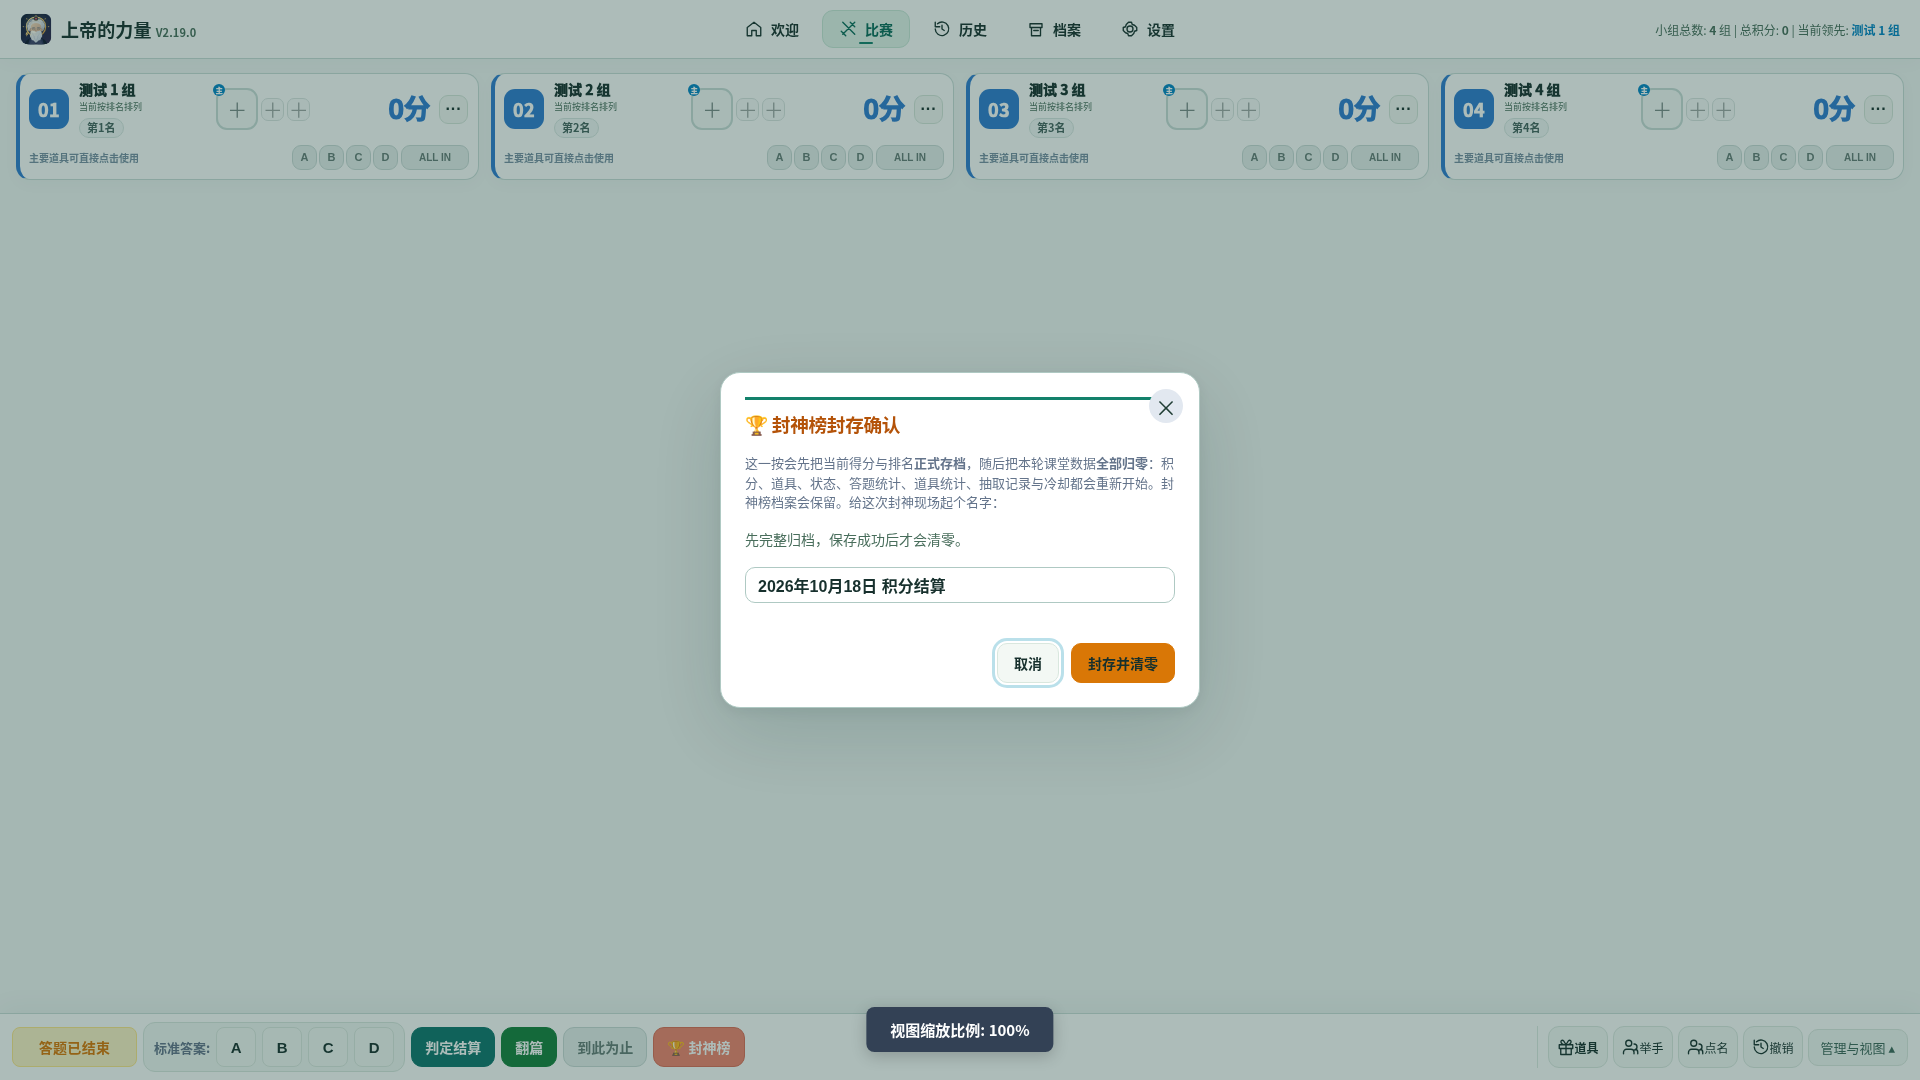 上帝的力量 V2.19.0
欢迎
比赛
历史
档案
设置
小组总数: 4 组 | 总积分: 0 | 当前领先: 测试 1 组
01
测试 1 组
当前按排名排列
第1名
主
0分
主要道具可直接点击使用
A
B
C
D
ALL IN
02
测试 2 组
当前按排名排列
第2名
主
0分
主要道具可直接点击使用
A
B
C
D
ALL IN
03
测试 3 组
当前按排名排列
第3名
主
0分
主要道具可直接点击使用
A
B
C
D
ALL IN
04
测试 4 组
当前按排名排列
第4名
主
0分
主要道具可直接点击使用
A
B
C
D
ALL IN
🏆 封神榜封存确认
这一按会先把当前得分与排名正式存档，随后把本轮课堂数据全部归零：积
分、道具、状态、答题统计、道具统计、抽取记录与冷却都会重新开始。封
神榜档案会保留。给这次封神现场起个名字：
先完整归档，保存成功后才会清零。
2026年10月18日 积分结算
取消
封存并清零
视图缩放比例: 100%
答题已结束
标准答案:
A
B
C
D
判定结算
翻篇
到此为止
🏆 封神榜
道具
举手
点名
撤销
管理与视图 ▴